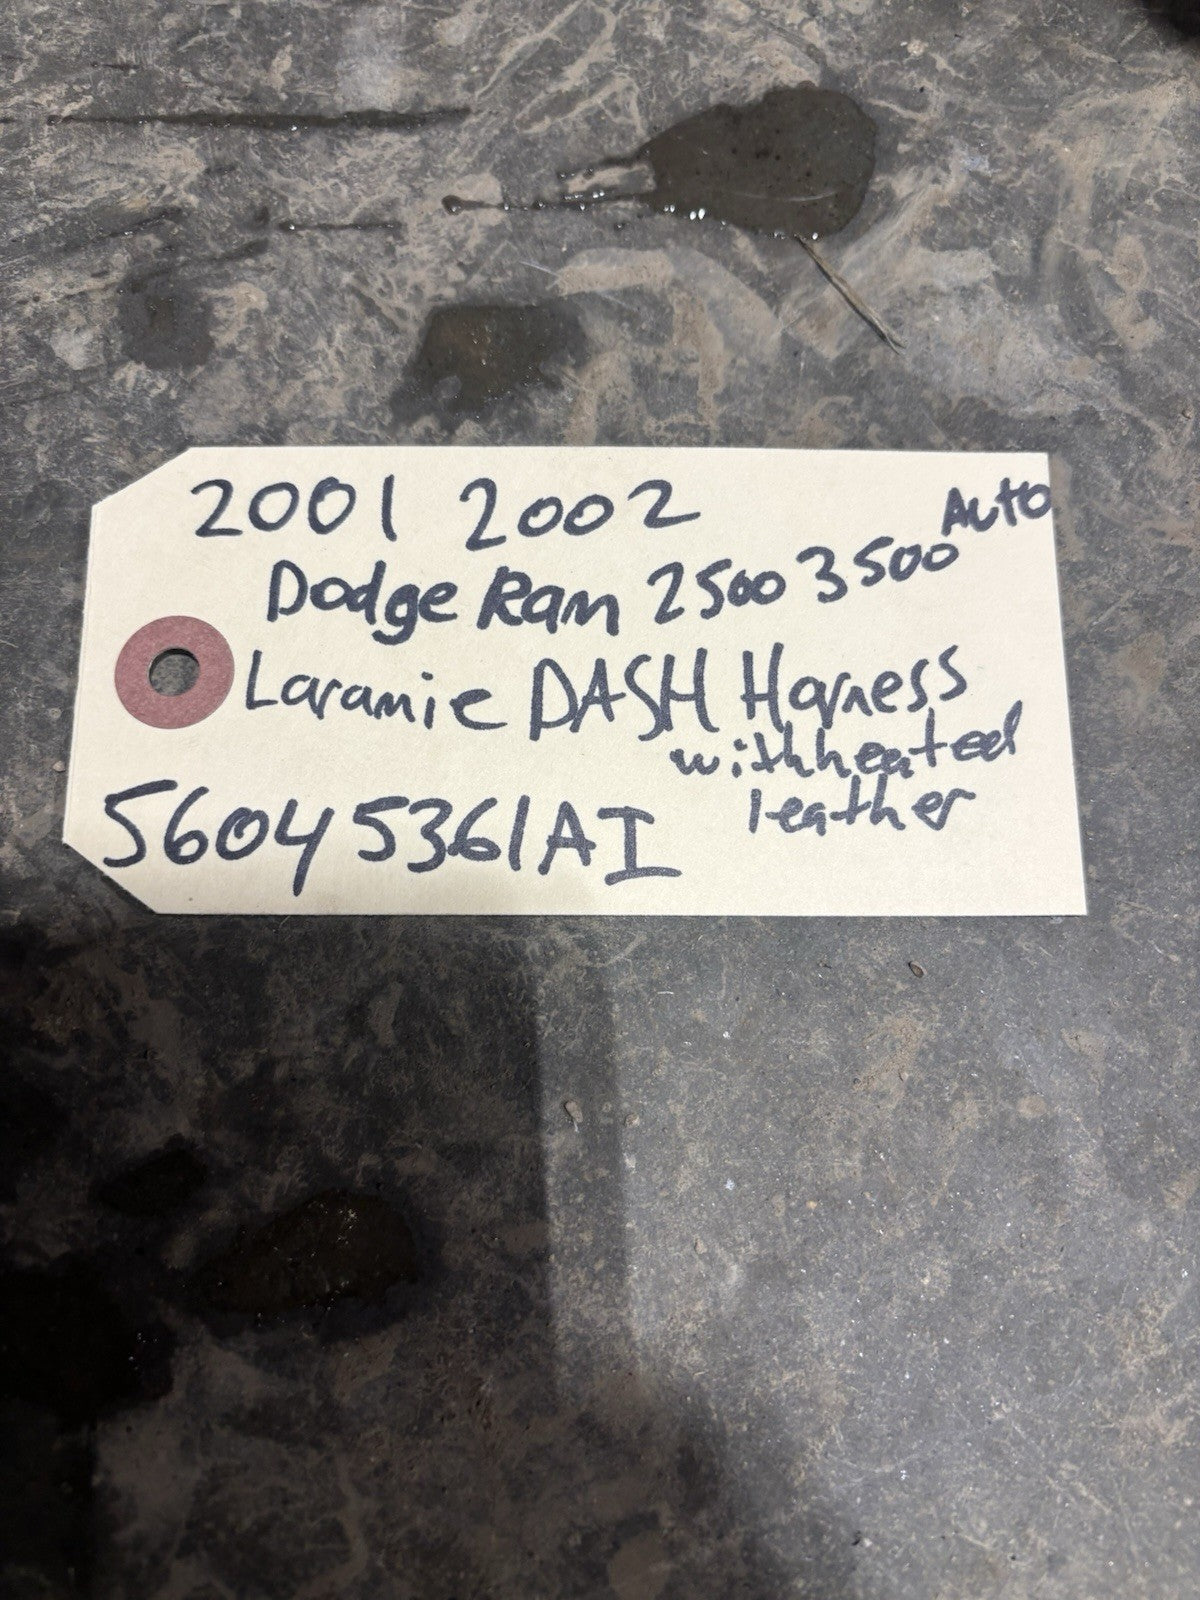 2001 2002
Auto
Dodge Ram 2500 3500
Laramie DASH Harness
with heated
leather
56045361AI